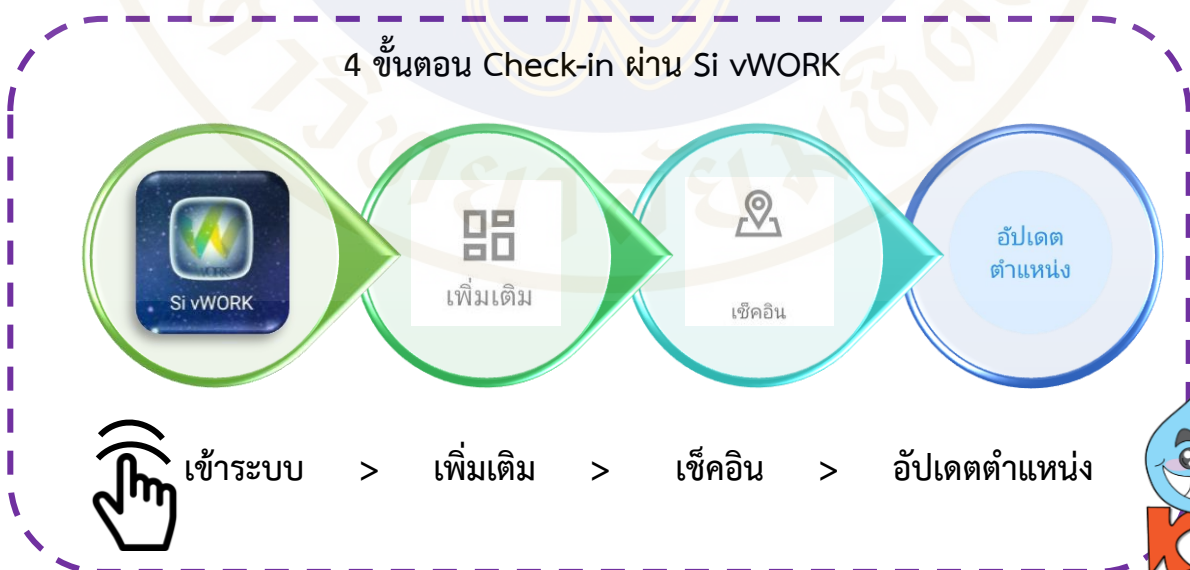 4 ขั้นตอน Check-in ผ่าน Si vWORK
Si vWORK
เพิ่มเติม
เช็คอิน
อัปเดต
ตำแหน่ง
เข้าระบบ > เพิ่มเติม > เช็คอิน > อัปเดตตำแหน่ง